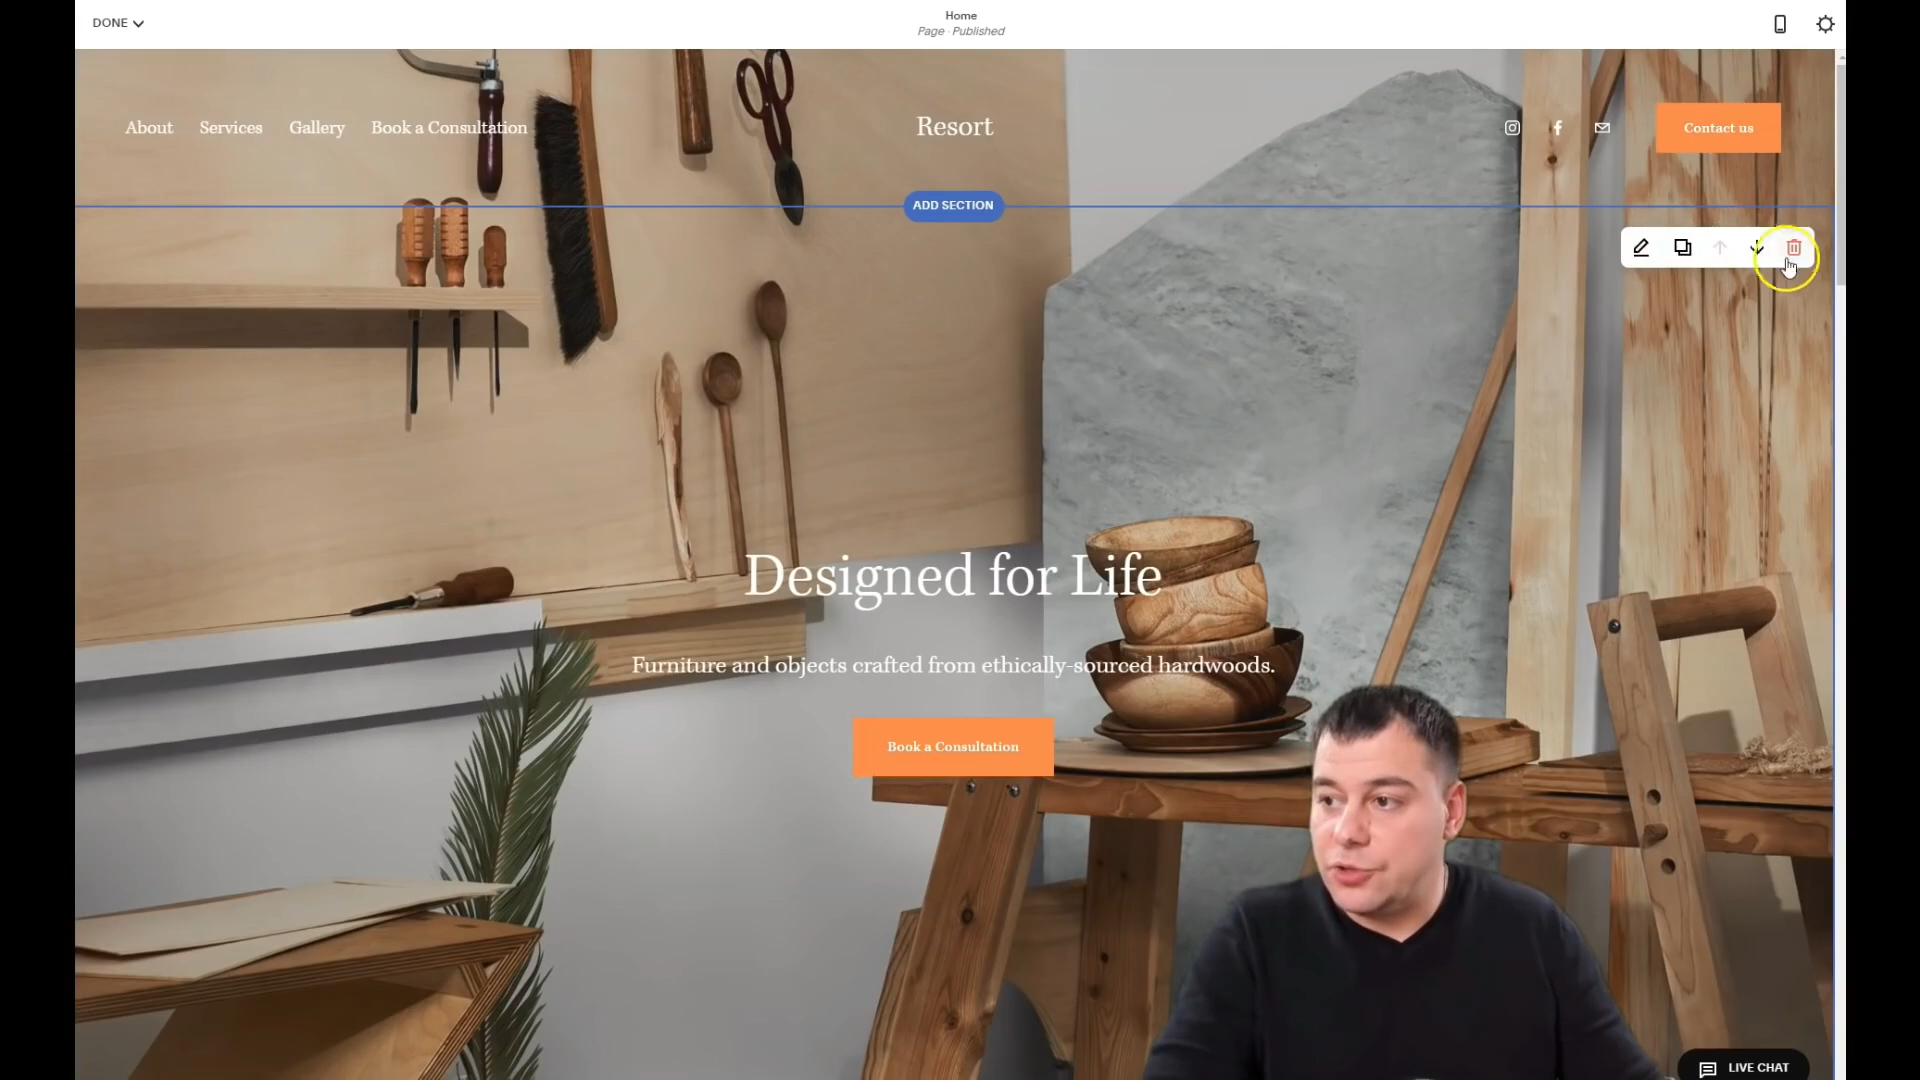 DONE
Home
Page · Published
About
Services
Gallery
Book a Consultation
Resort
Contact us
ADD SECTION
Designed for Life
Furniture and objects crafted from ethically-sourced hardwoods.
Book a Consultation
LIVE CHAT